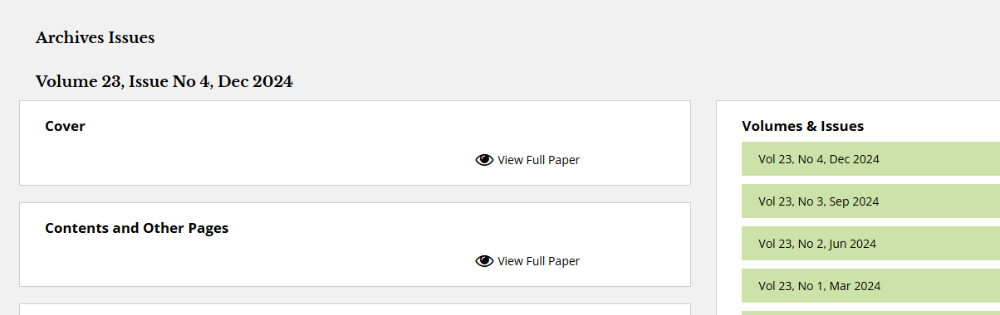 Archives Issues
Volume 23, Issue No 4, Dec 2024
Cover
View Full Paper
Contents and Other Pages
View Full Paper
Volumes & Issues
Vol 23, No 4, Dec 2024
Vol 23, No 3, Sep 2024
Vol 23, No 2, Jun 2024
Vol 23, No 1, Mar 2024